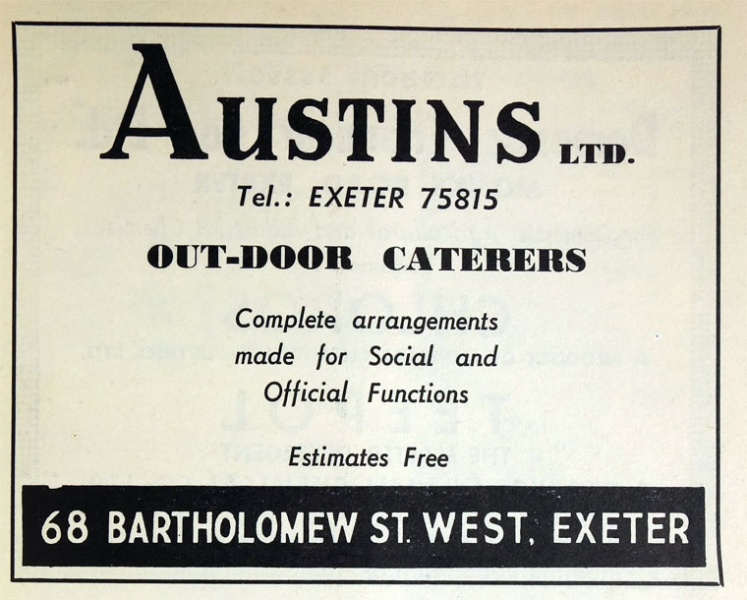 AUSTINS LTD.
Tel.: EXETER 75815
OUT-DOOR CATERERS
Complete arrangements
made for Social and
Official Functions
Estimates Free
68 BARTHOLOMEW ST. WEST, EXETER